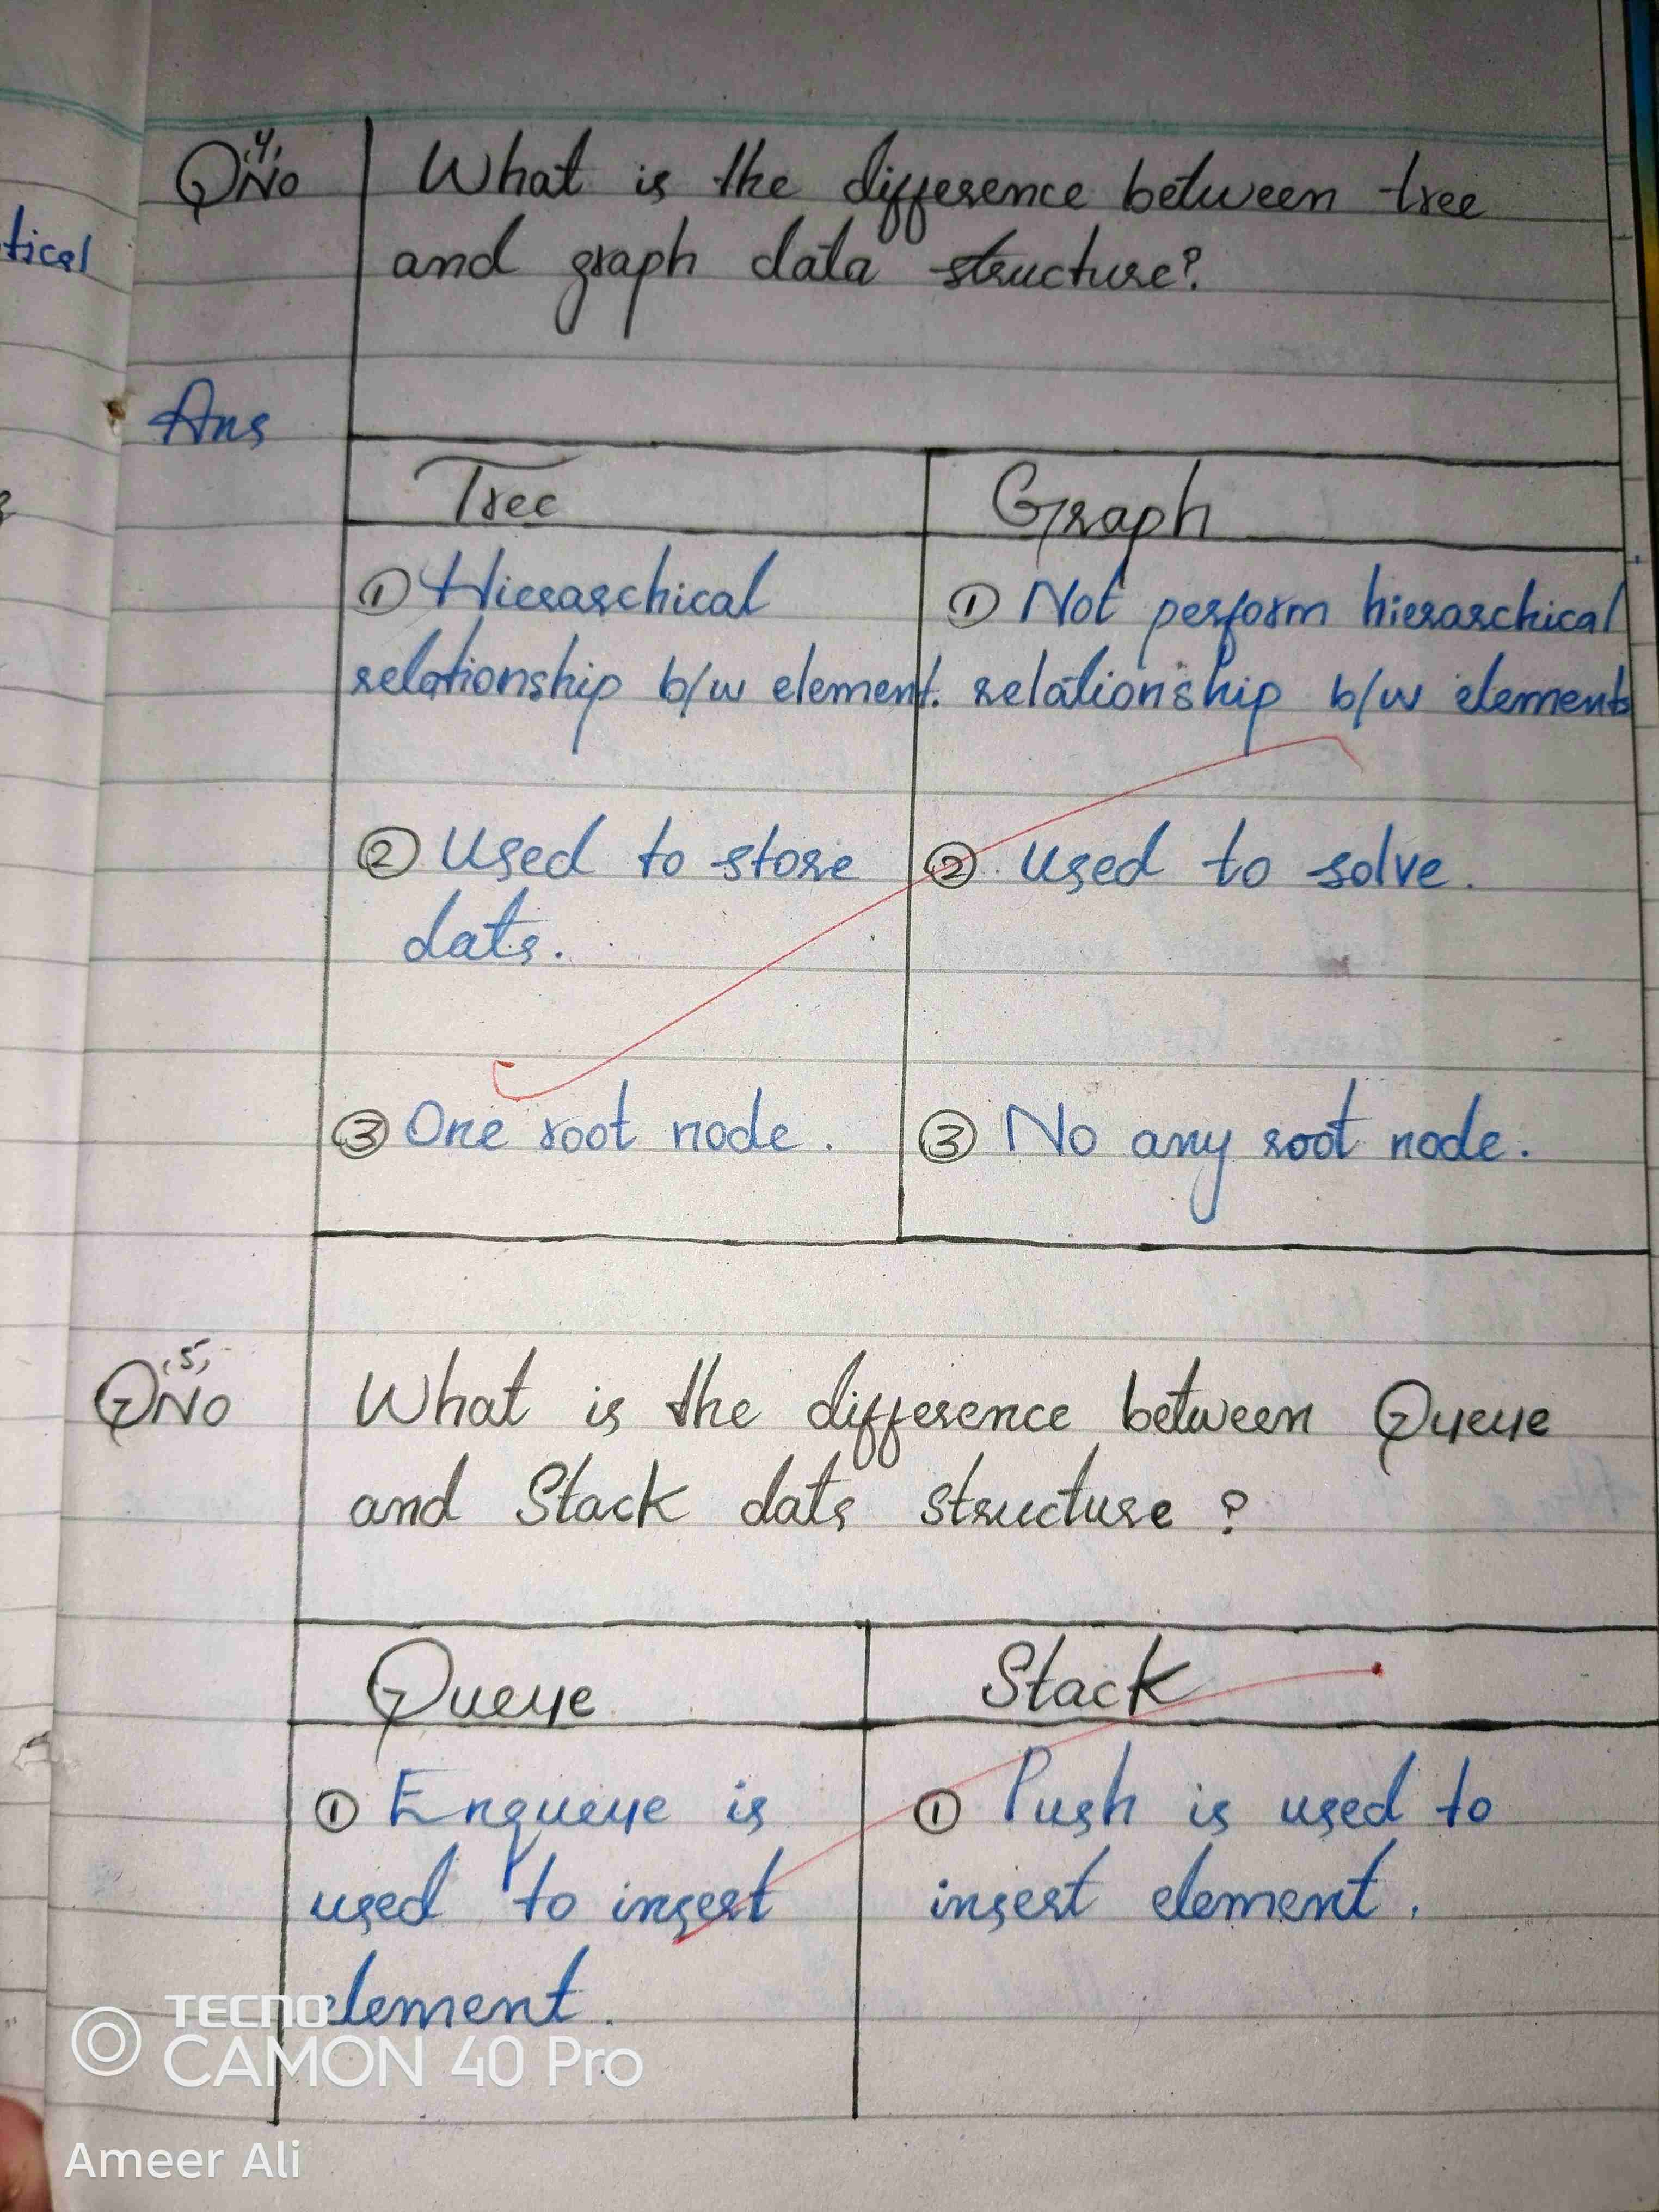 tical
Q No (4) What is the difference between tree
and graph data structure?
Ans
Tree Graph
① Hierarchical ① Not perform hierarchical
relationship b/w element. relationship b/w elements
② Used to store ② Used to solve.
data.
③ One root node. ③ No any root node.
Q No (5) What is the difference between Queue
and Stack data structure?
Queue Stack
① Enqueue is ① Push is used to
used to insert insert element.
element.
TECNO
CAMON 40 Pro
Ameer Ali